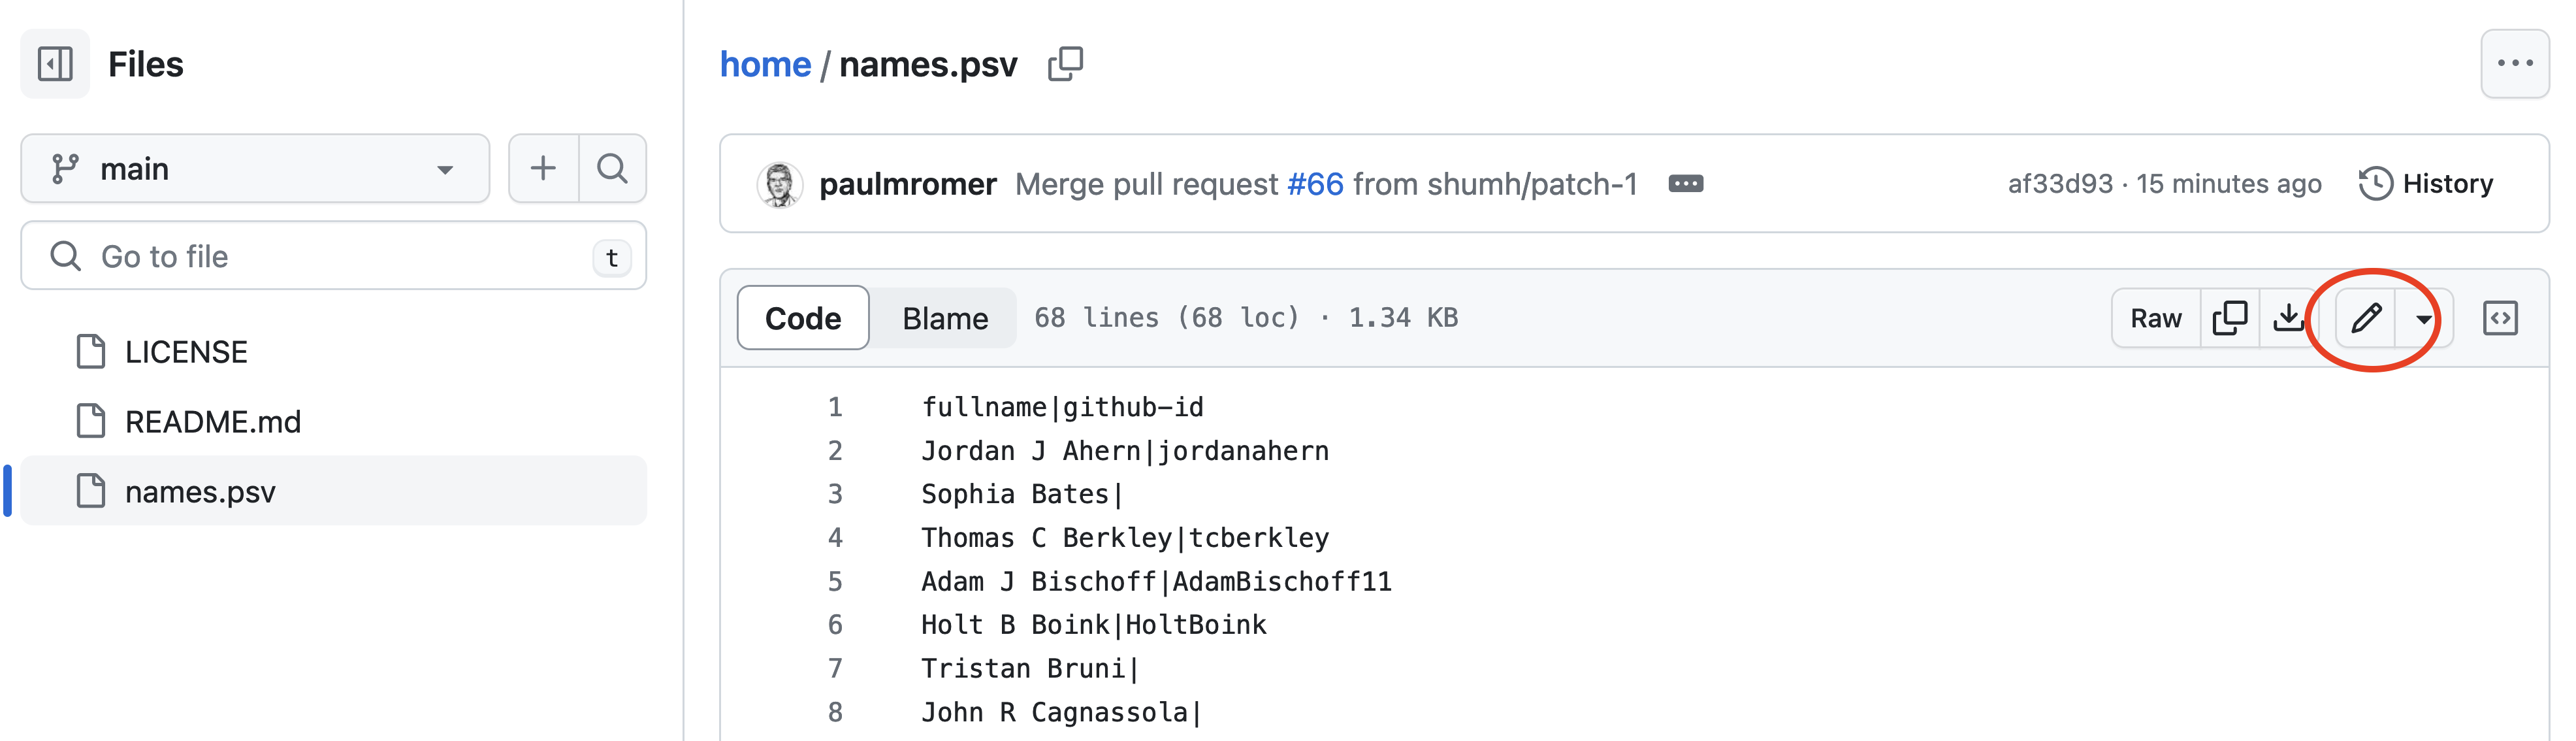 Files
main
Go to file
t
LICENSE
README.md
names.psv
home / names.psv
paulmromer Merge pull request #66 from shumh/patch-1
af33d93 · 15 minutes ago
History
Code
Blame
68 lines (68 loc) · 1.34 KB
Raw
1 fullname|github-id
2 Jordan J Ahern|jordanahern
3 Sophia Bates|
4 Thomas C Berkley|tcberkley
5 Adam J Bischoff|AdamBischoff11
6 Holt B Boink|HoltBoink
7 Tristan Bruni|
8 John R Cagnassola|